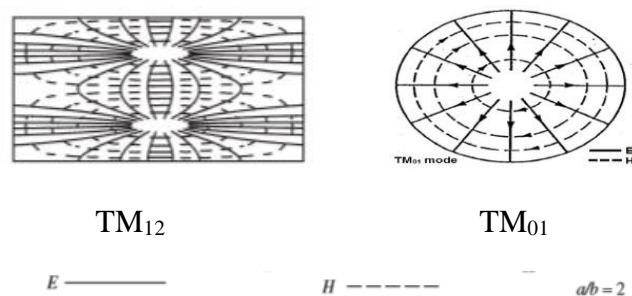 TM₀₁ mode
E
H
TM₁₂ TM₀₁
E H a/b = 2